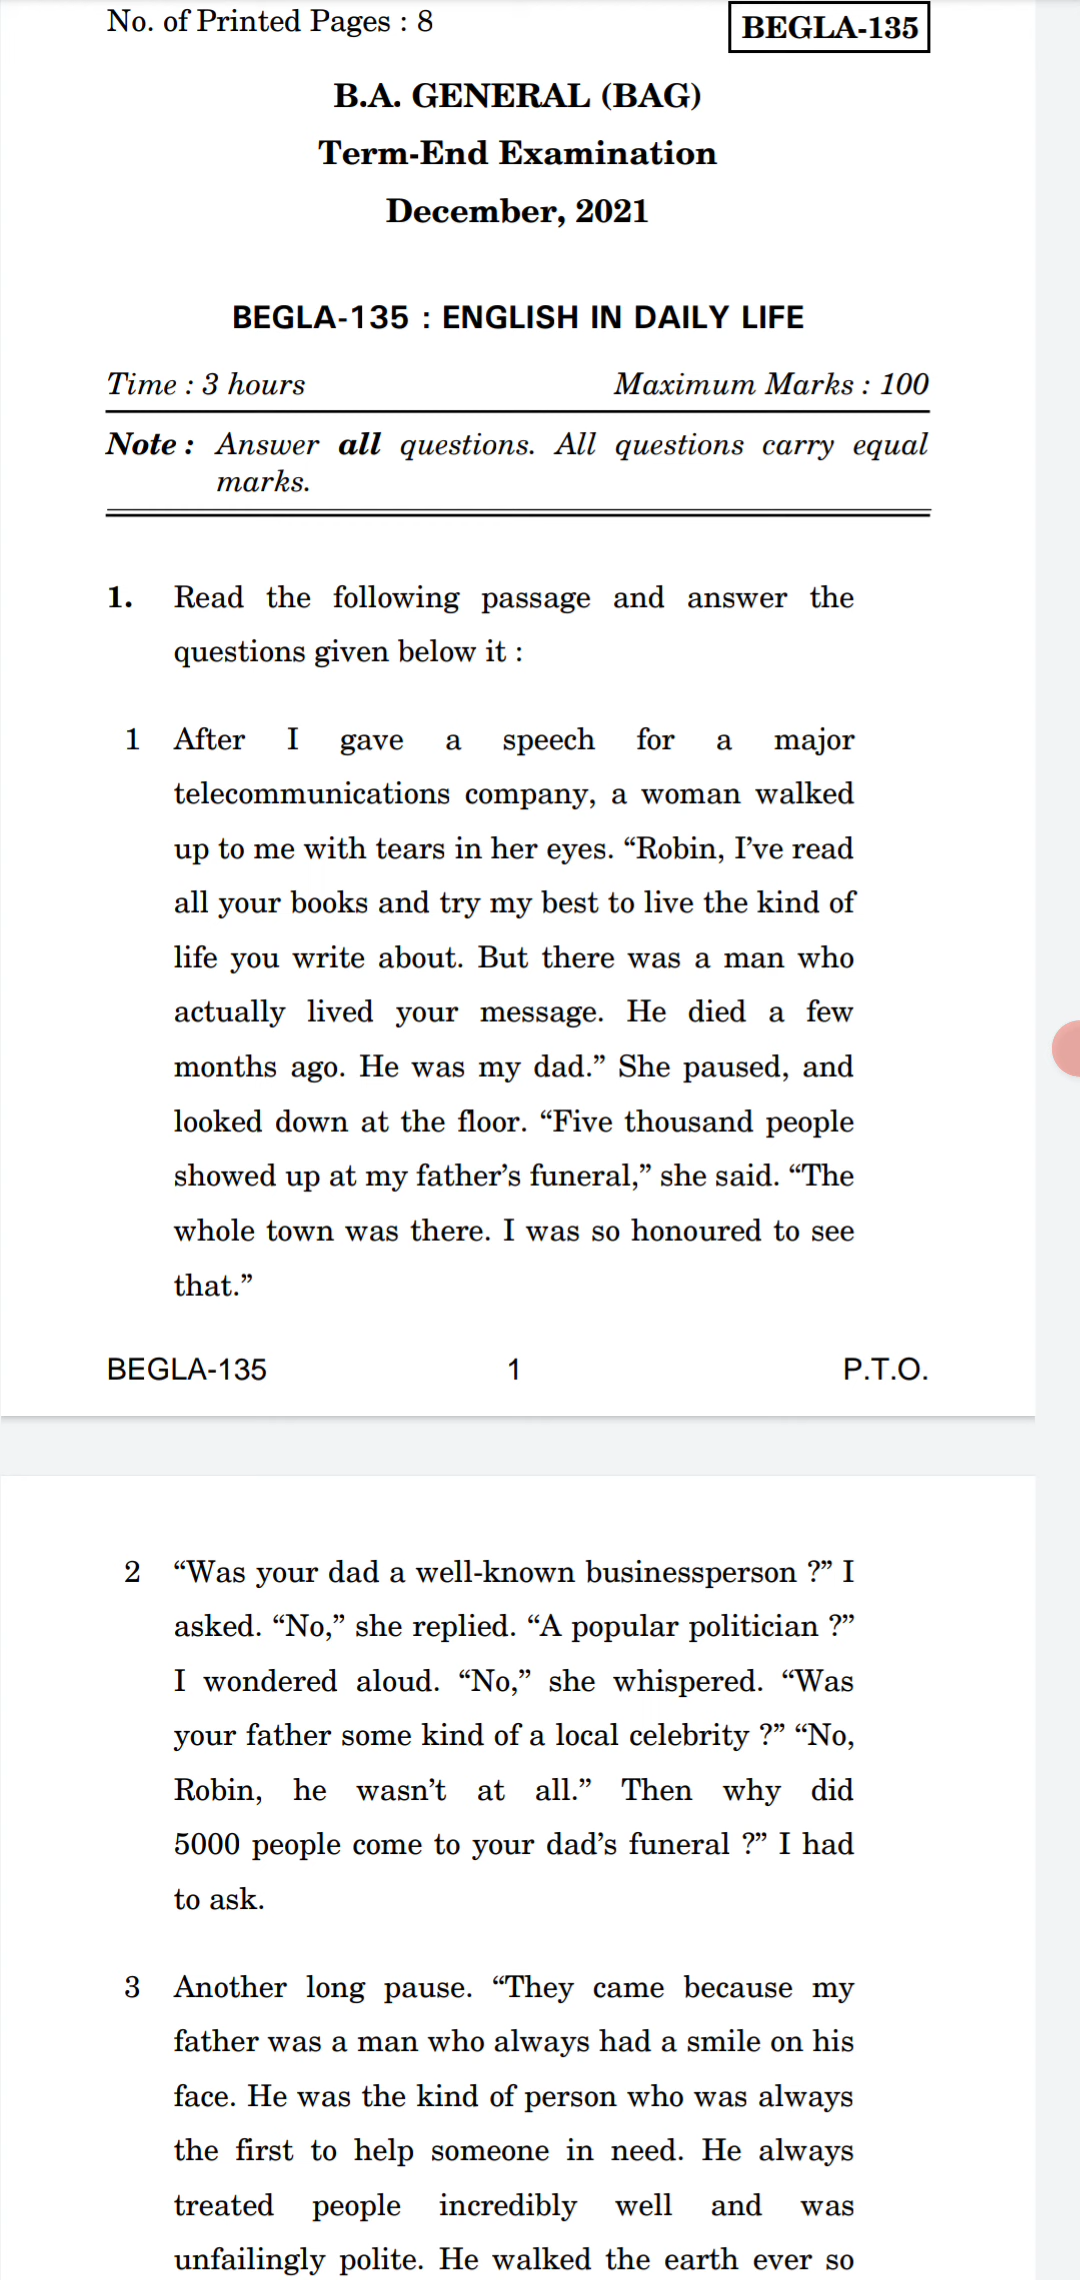 No. of Printed Pages : 8
BEGLA-135
B.A. GENERAL (BAG)
Term-End Examination
December, 2021
BEGLA-135 : ENGLISH IN DAILY LIFE
Time : 3 hours Maximum Marks : 100
Note : Answer all questions. All questions carry equal
marks.
1. Read the following passage and answer the
questions given below it :
1 After I gave a speech for a major
telecommunications company, a woman walked
up to me with tears in her eyes. “Robin, I’ve read
all your books and try my best to live the kind of
life you write about. But there was a man who
actually lived your message. He died a few
months ago. He was my dad.” She paused, and
looked down at the floor. “Five thousand people
showed up at my father’s funeral,” she said. “The
whole town was there. I was so honoured to see
that.”
BEGLA-135 1 P.T.O.
2 “Was your dad a well-known businessperson ?” I
asked. “No,” she replied. “A popular politician ?”
I wondered aloud. “No,” she whispered. “Was
your father some kind of a local celebrity ?” “No,
Robin, he wasn’t at all.” Then why did
5000 people come to your dad’s funeral ?” I had
to ask.
3 Another long pause. “They came because my
father was a man who always had a smile on his
face. He was the kind of person who was always
the first to help someone in need. He always
treated people incredibly well and was
unfailingly polite. He walked the earth ever so